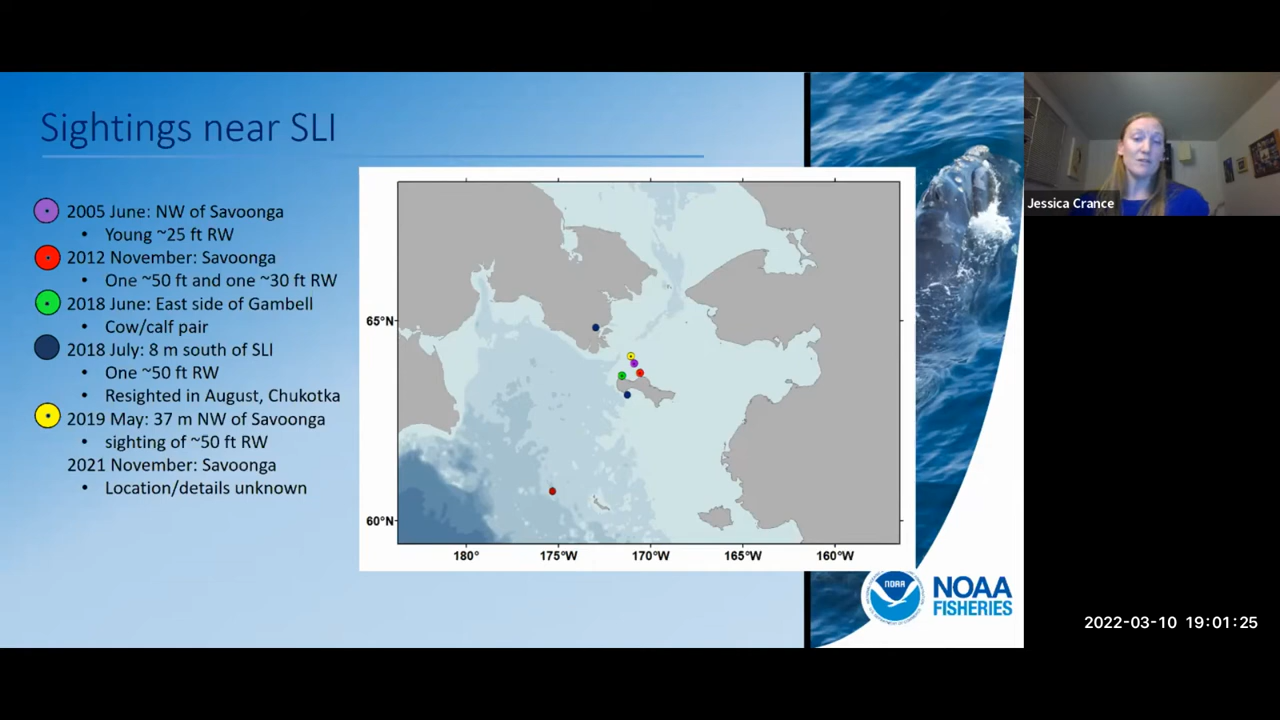 Sightings near SLI
2005 June: NW of Savoonga
• Young ~25 ft RW
2012 November: Savoonga
• One ~50 ft and one ~30 ft RW
2018 June: East side of Gambell
• Cow/calf pair
2018 July: 8 m south of SLI
• One ~50 ft RW
• Resighted in August, Chukotka
2019 May: 37 m NW of Savoonga
• sighting of ~50 ft RW
2021 November: Savoonga
• Location/details unknown
65°N
60°N
180°
175°W
170°W
165°W
160°W
NOAA
NOAA
FISHERIES
Jessica Crance
2022-03-10 19:01:25